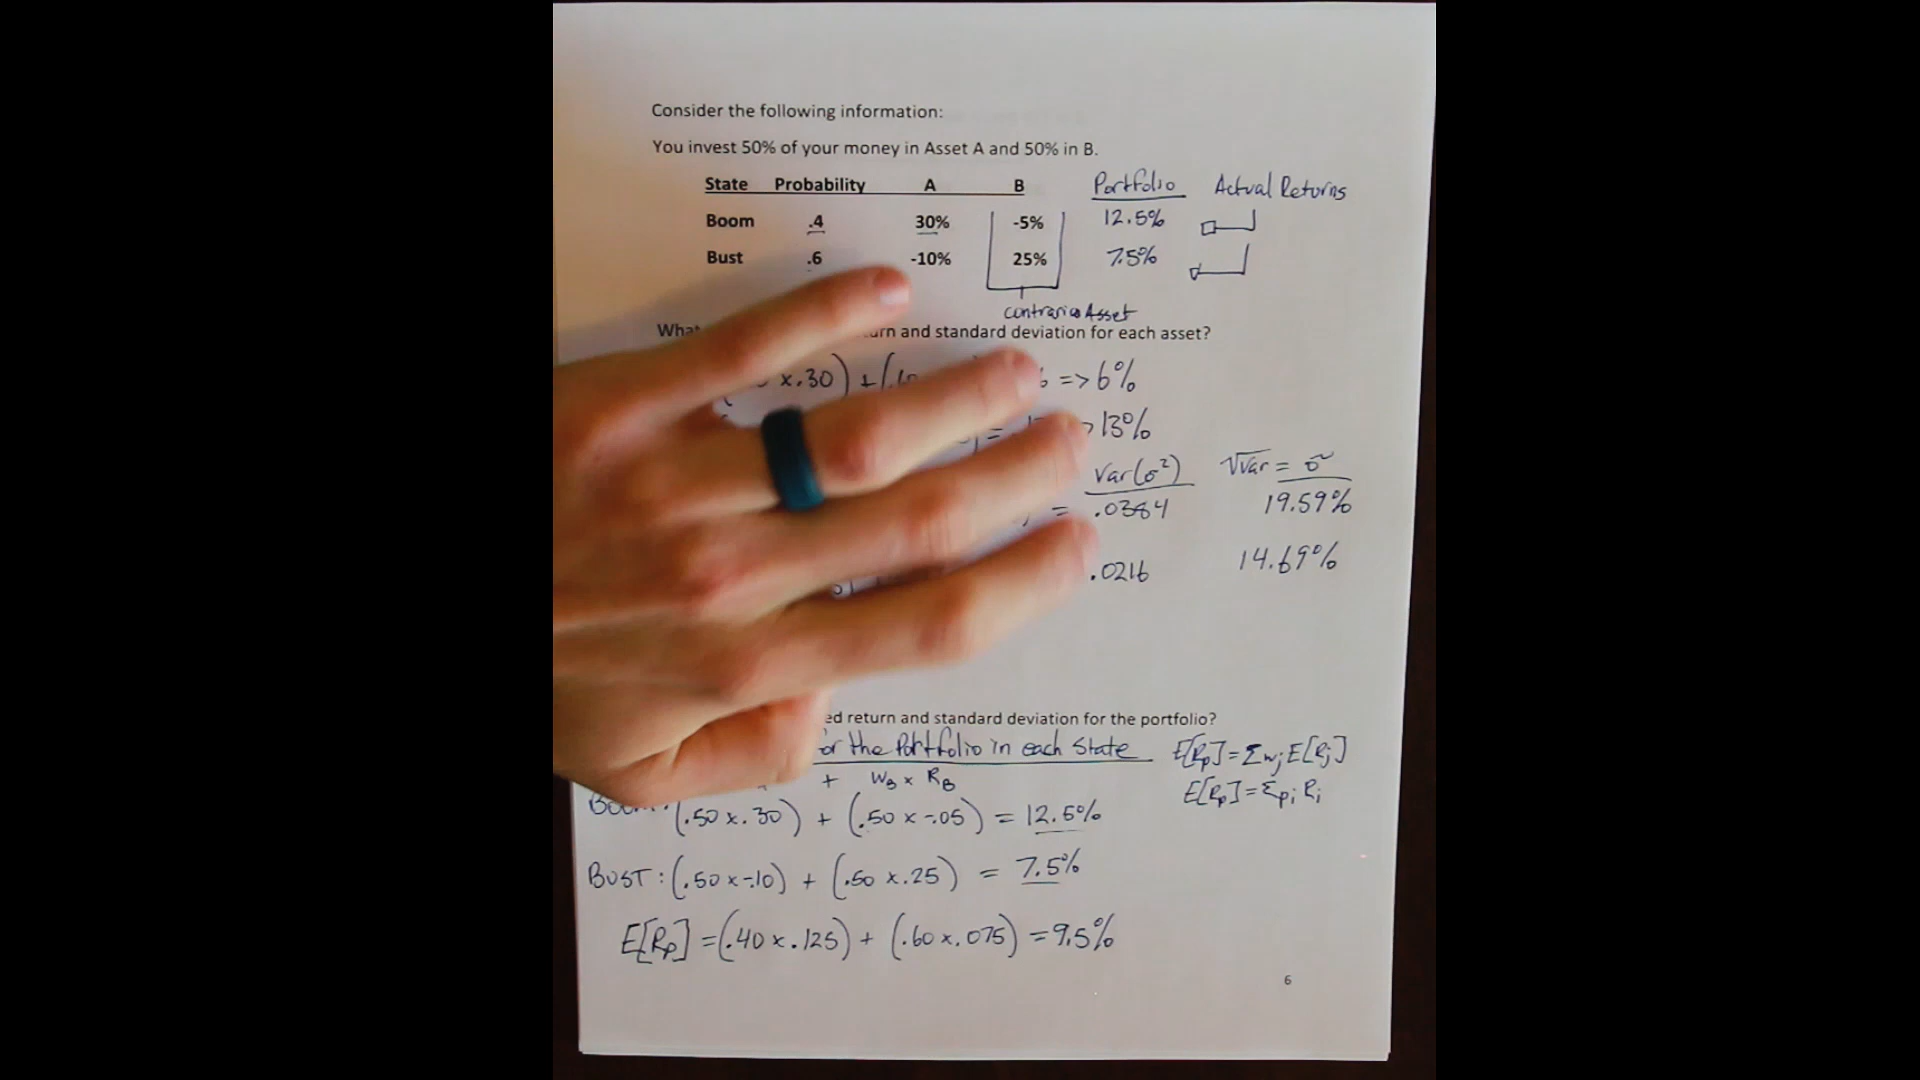 Consider the following information:
You invest 50% of your money in Asset A and 50% in B.
State Probability A B Portfolio Actual Returns
Boom .4 30% -5% 12.5%
Bust .6 -10% 25% 7.5%
Asset
and standard deviation for each asset?
x.30) + ( => 6%
= 13%
Var(σ²) √Var = σ
= .0384 19.59%
.0216 14.69%
return and standard deviation for the portfolio?
the Portfolio in each State E[Rp] = Σwj E[Rj]
+ WB x RB E[Rp] = Σpi Ri
(.50 x .30) + (.50 x -.05) = 12.5%
BUST: (.50 x -.10) + (.50 x .25) = 7.5%
E[Rp] = (.40 x .125) + (.60 x .075) = 9.5%
6